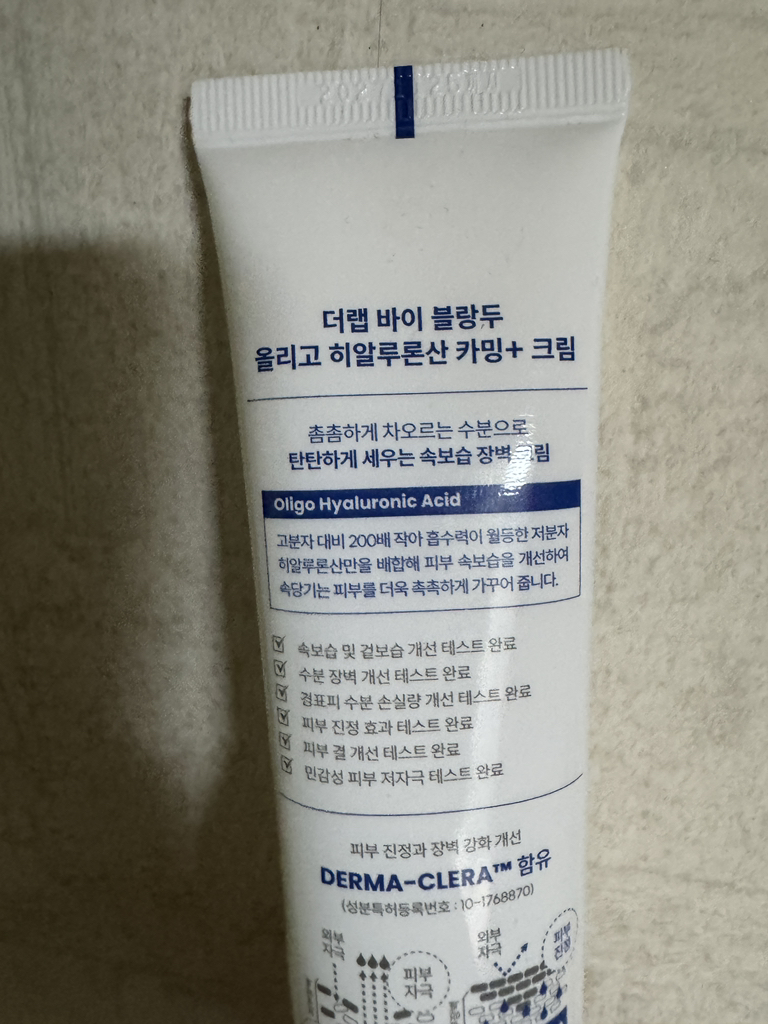 더랩 바이 블랑두
올리고 히알루론산 카밍+ 크림
촘촘하게 차오르는 수분으로
탄탄하게 세우는 속보습 장벽 크림
Oligo Hyaluronic Acid
고분자 대비 200배 작아 흡수력이 월등한 저분자
히알루론산만을 배합해 피부 속보습을 개선하여
속당기는 피부를 더욱 촉촉하게 가꾸어 줍니다.
속보습 및 겉보습 개선 테스트 완료
수분 장벽 개선 테스트 완료
경표피 수분 손실량 개선 테스트 완료
피부 진정 효과 테스트 완료
피부 결 개선 테스트 완료
민감성 피부 저자극 테스트 완료
피부 진정과 장벽 강화 개선
DERMA-CLERA™ 함유
(성분특허등록번호 : 10-1768870)
외부
자극
피부
자극
외부
자극
피부
진정